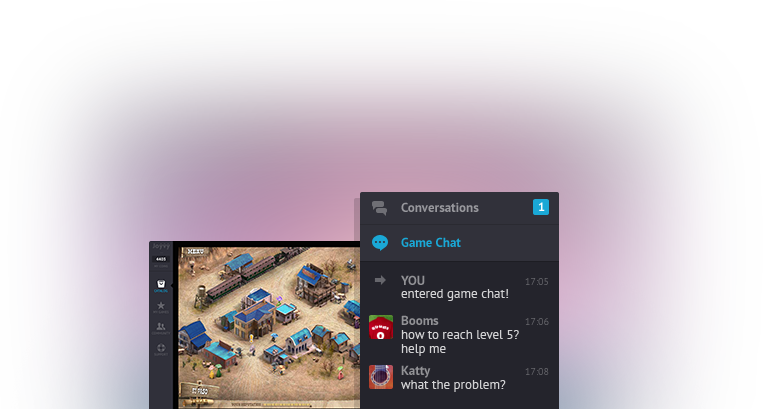 Conversations
1
Game Chat
YOU
17:05
entered game chat!
Booms
17:06
how to reach level 5?
help me
Katty
17:08
what the problem?
MENU